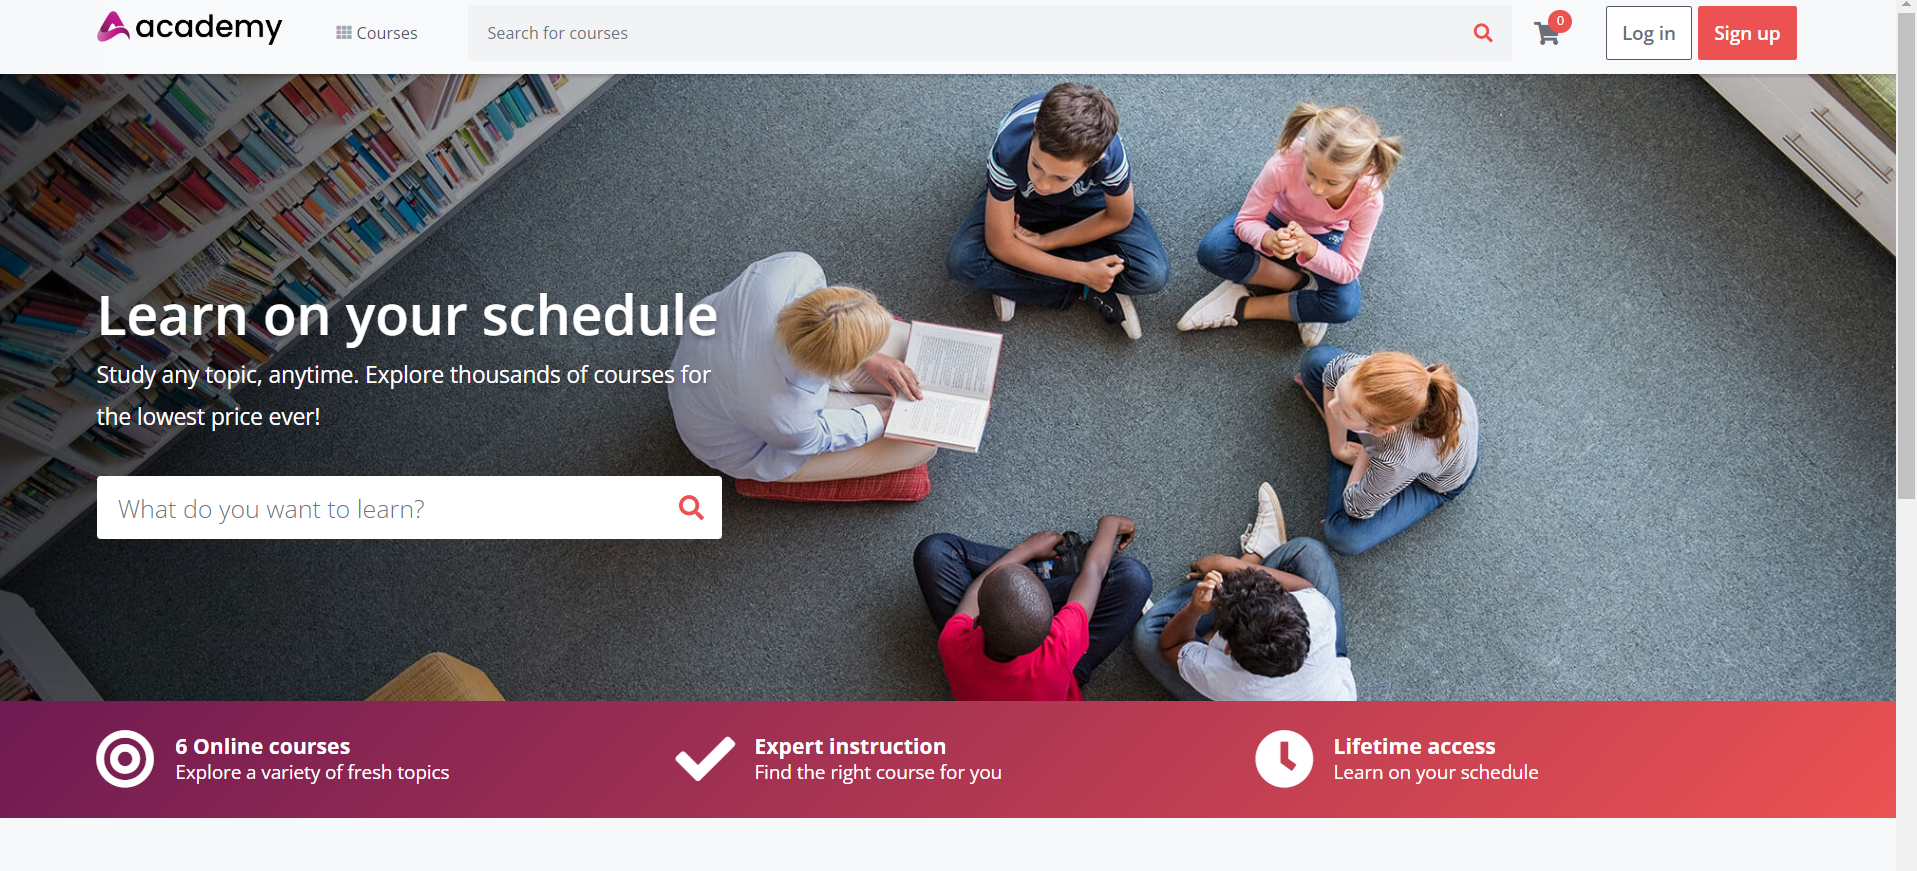 academy
Courses
Search for courses
0
Log in
Sign up
Learn on your schedule
Study any topic, anytime. Explore thousands of courses for
the lowest price ever!
What do you want to learn?
6 Online courses
Explore a variety of fresh topics
Expert instruction
Find the right course for you
Lifetime access
Learn on your schedule